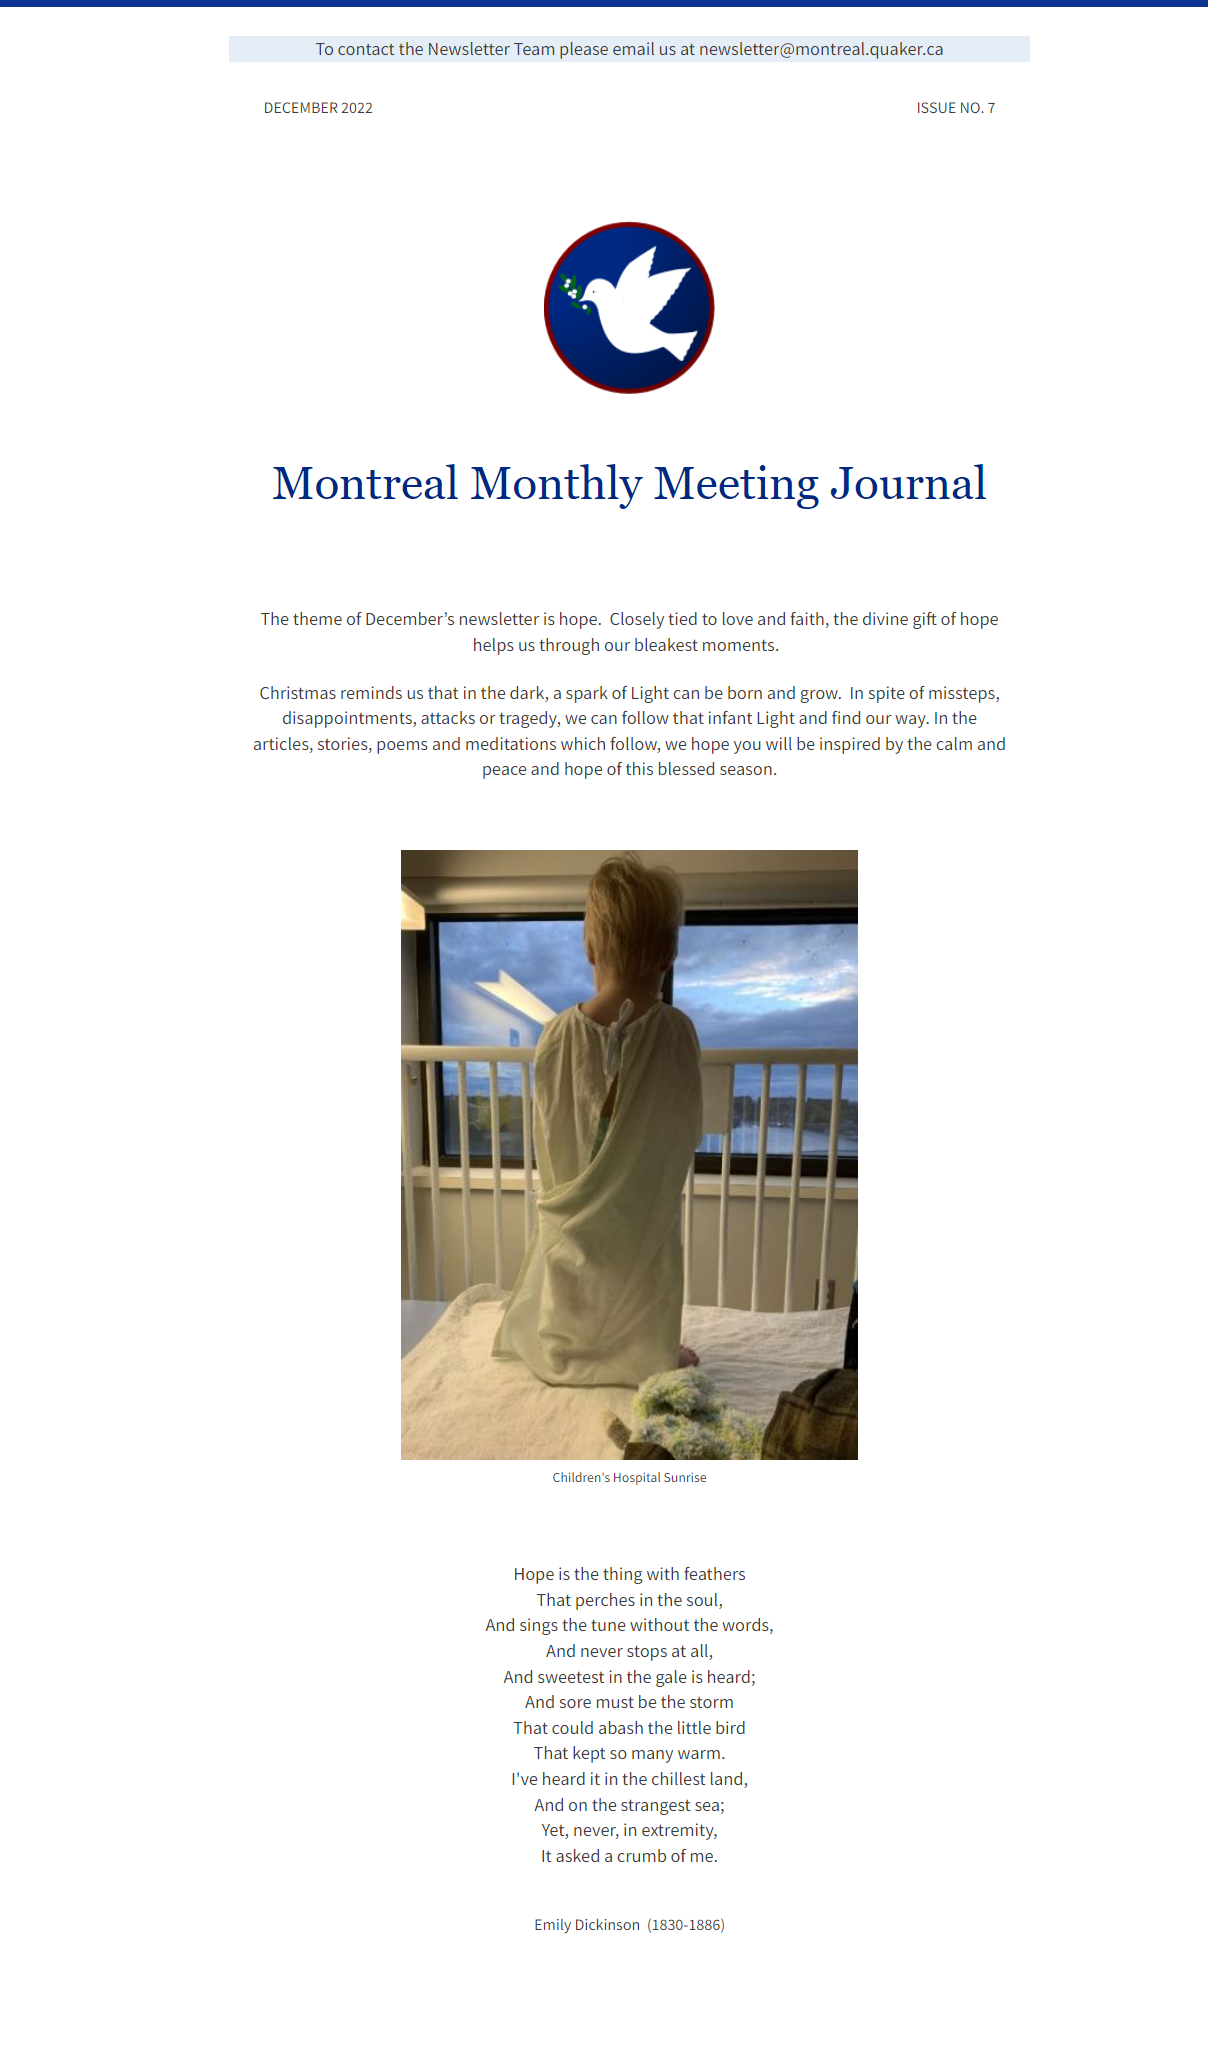 To contact the Newsletter Team please email us at newsletter@montreal.quaker.ca
DECEMBER 2022
ISSUE NO. 7
Montreal Monthly Meeting Journal
The theme of December’s newsletter is hope.  Closely tied to love and faith, the divine gift of hope
helps us through our bleakest moments.
Christmas reminds us that in the dark, a spark of Light can be born and grow.  In spite of missteps,
disappointments, attacks or tragedy, we can follow that infant Light and find our way. In the
articles, stories, poems and meditations which follow, we hope you will be inspired by the calm and
peace and hope of this blessed season.
Children's Hospital Sunrise
Hope is the thing with feathers
That perches in the soul,
And sings the tune without the words,
And never stops at all,
And sweetest in the gale is heard;
And sore must be the storm
That could abash the little bird
That kept so many warm.
I've heard it in the chillest land,
And on the strangest sea;
Yet, never, in extremity,
It asked a crumb of me.
Emily Dickinson  (1830-1886)